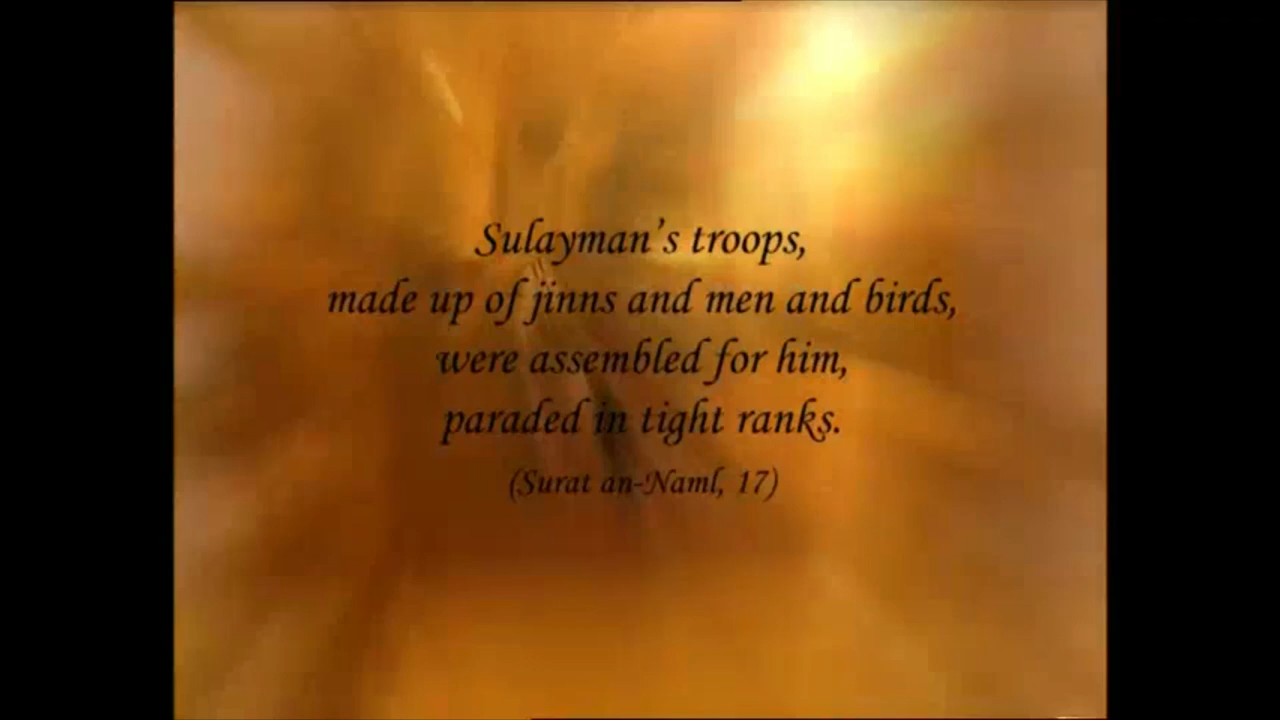 Sulayman's troops,
made up of jinns and men and birds,
were assembled for him,
paraded in tight ranks.
(Surat an-Naml, 17)